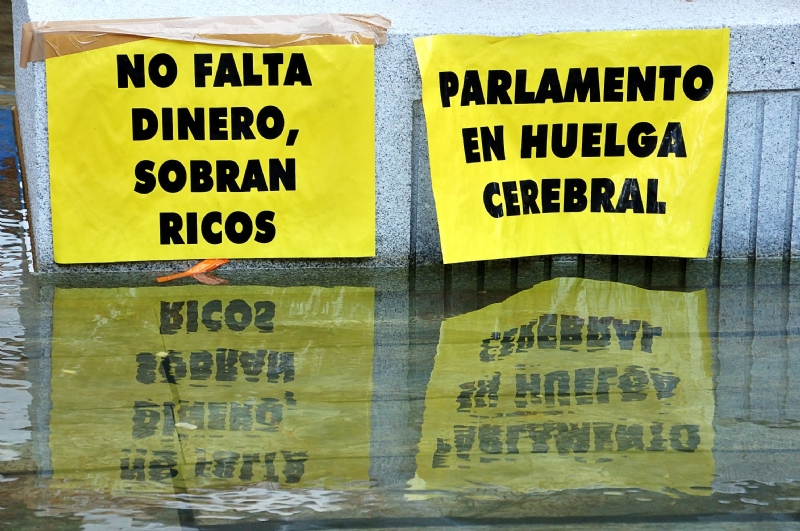 NO FALTA
DINERO,
SOBRAN
RICOS
PARLAMENTO
EN HUELGA
CEREBRAL